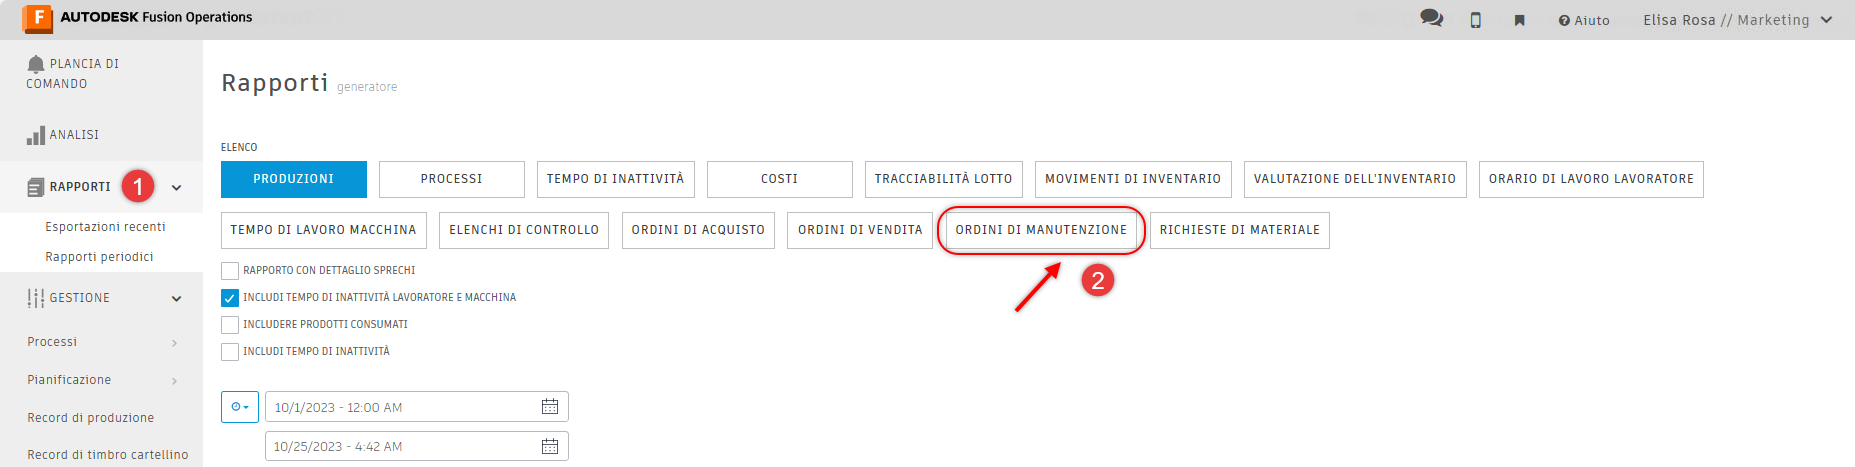 AUTODESK Fusion Operations
Aiuto
Elisa Rosa // Marketing
PLANCIA DI
COMANDO
ANALISI
RAPPORTI 1
Esportazioni recenti
Rapporti periodici
GESTIONE
Processi
Pianificazione
Record di produzione
Record di timbro cartellino
Rapporti generatore
ELENCO
PRODUZIONI PROCESSI TEMPO DI INATTIVITÀ COSTI TRACCIABILITÀ LOTTO MOVIMENTI DI INVENTARIO VALUTAZIONE DELL'INVENTARIO ORARIO DI LAVORO LAVORATORE
TEMPO DI LAVORO MACCHINA ELENCHI DI CONTROLLO ORDINI DI ACQUISTO ORDINI DI VENDITA ORDINI DI MANUTENZIONE RICHIESTE DI MATERIALE
2
RAPPORTO CON DETTAGLIO SPRECHI
INCLUDI TEMPO DI INATTIVITÀ LAVORATORE E MACCHINA
INCLUDERE PRODOTTI CONSUMATI
INCLUDI TEMPO DI INATTIVITÀ
10/1/2023 - 12:00 AM
10/25/2023 - 4:42 AM